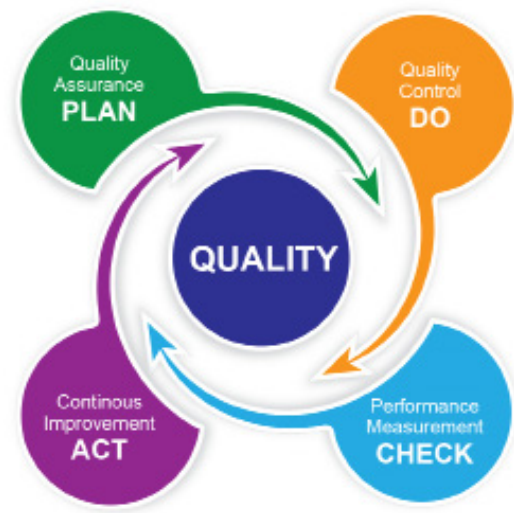 Quality
Assurance
PLAN
Quality
Control
DO
QUALITY
Continous
Improvement
ACT
Performance
Measurement
CHECK